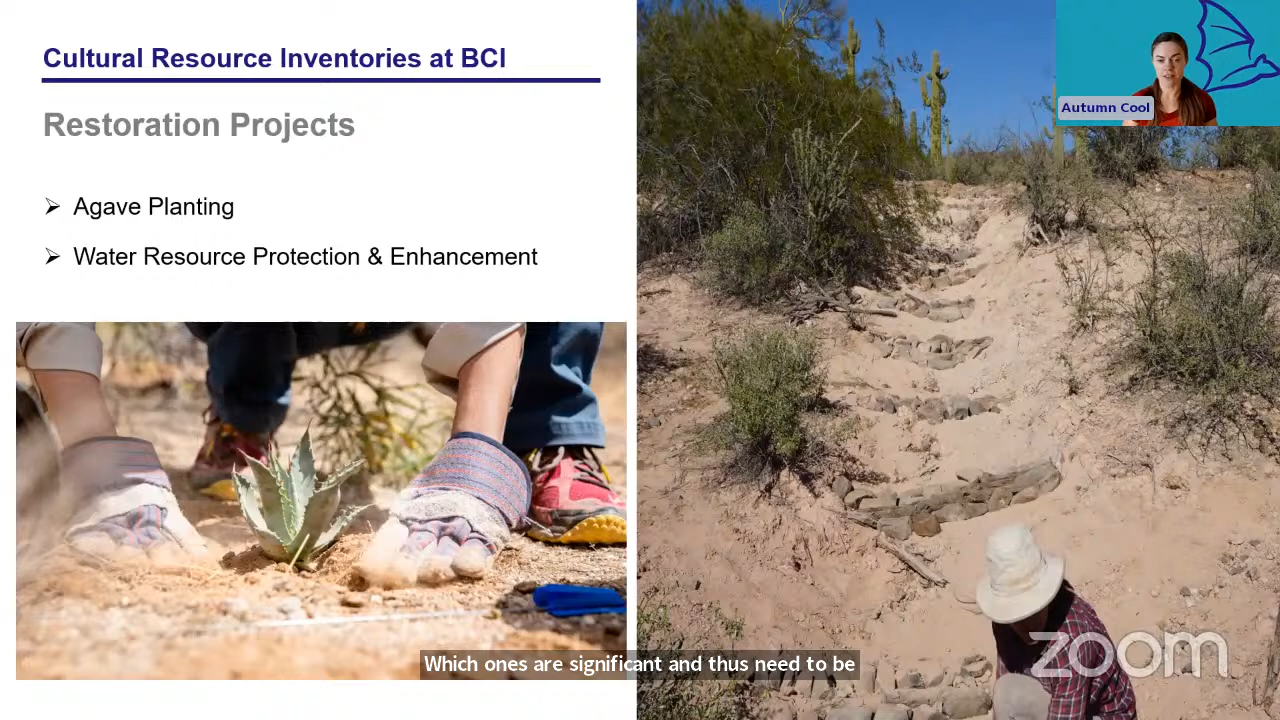 Cultural Resource Inventories at BCI
Restoration Projects
Agave Planting
Water Resource Protection & Enhancement
Autumn Cool
Which ones are significant and thus need to be
zoom